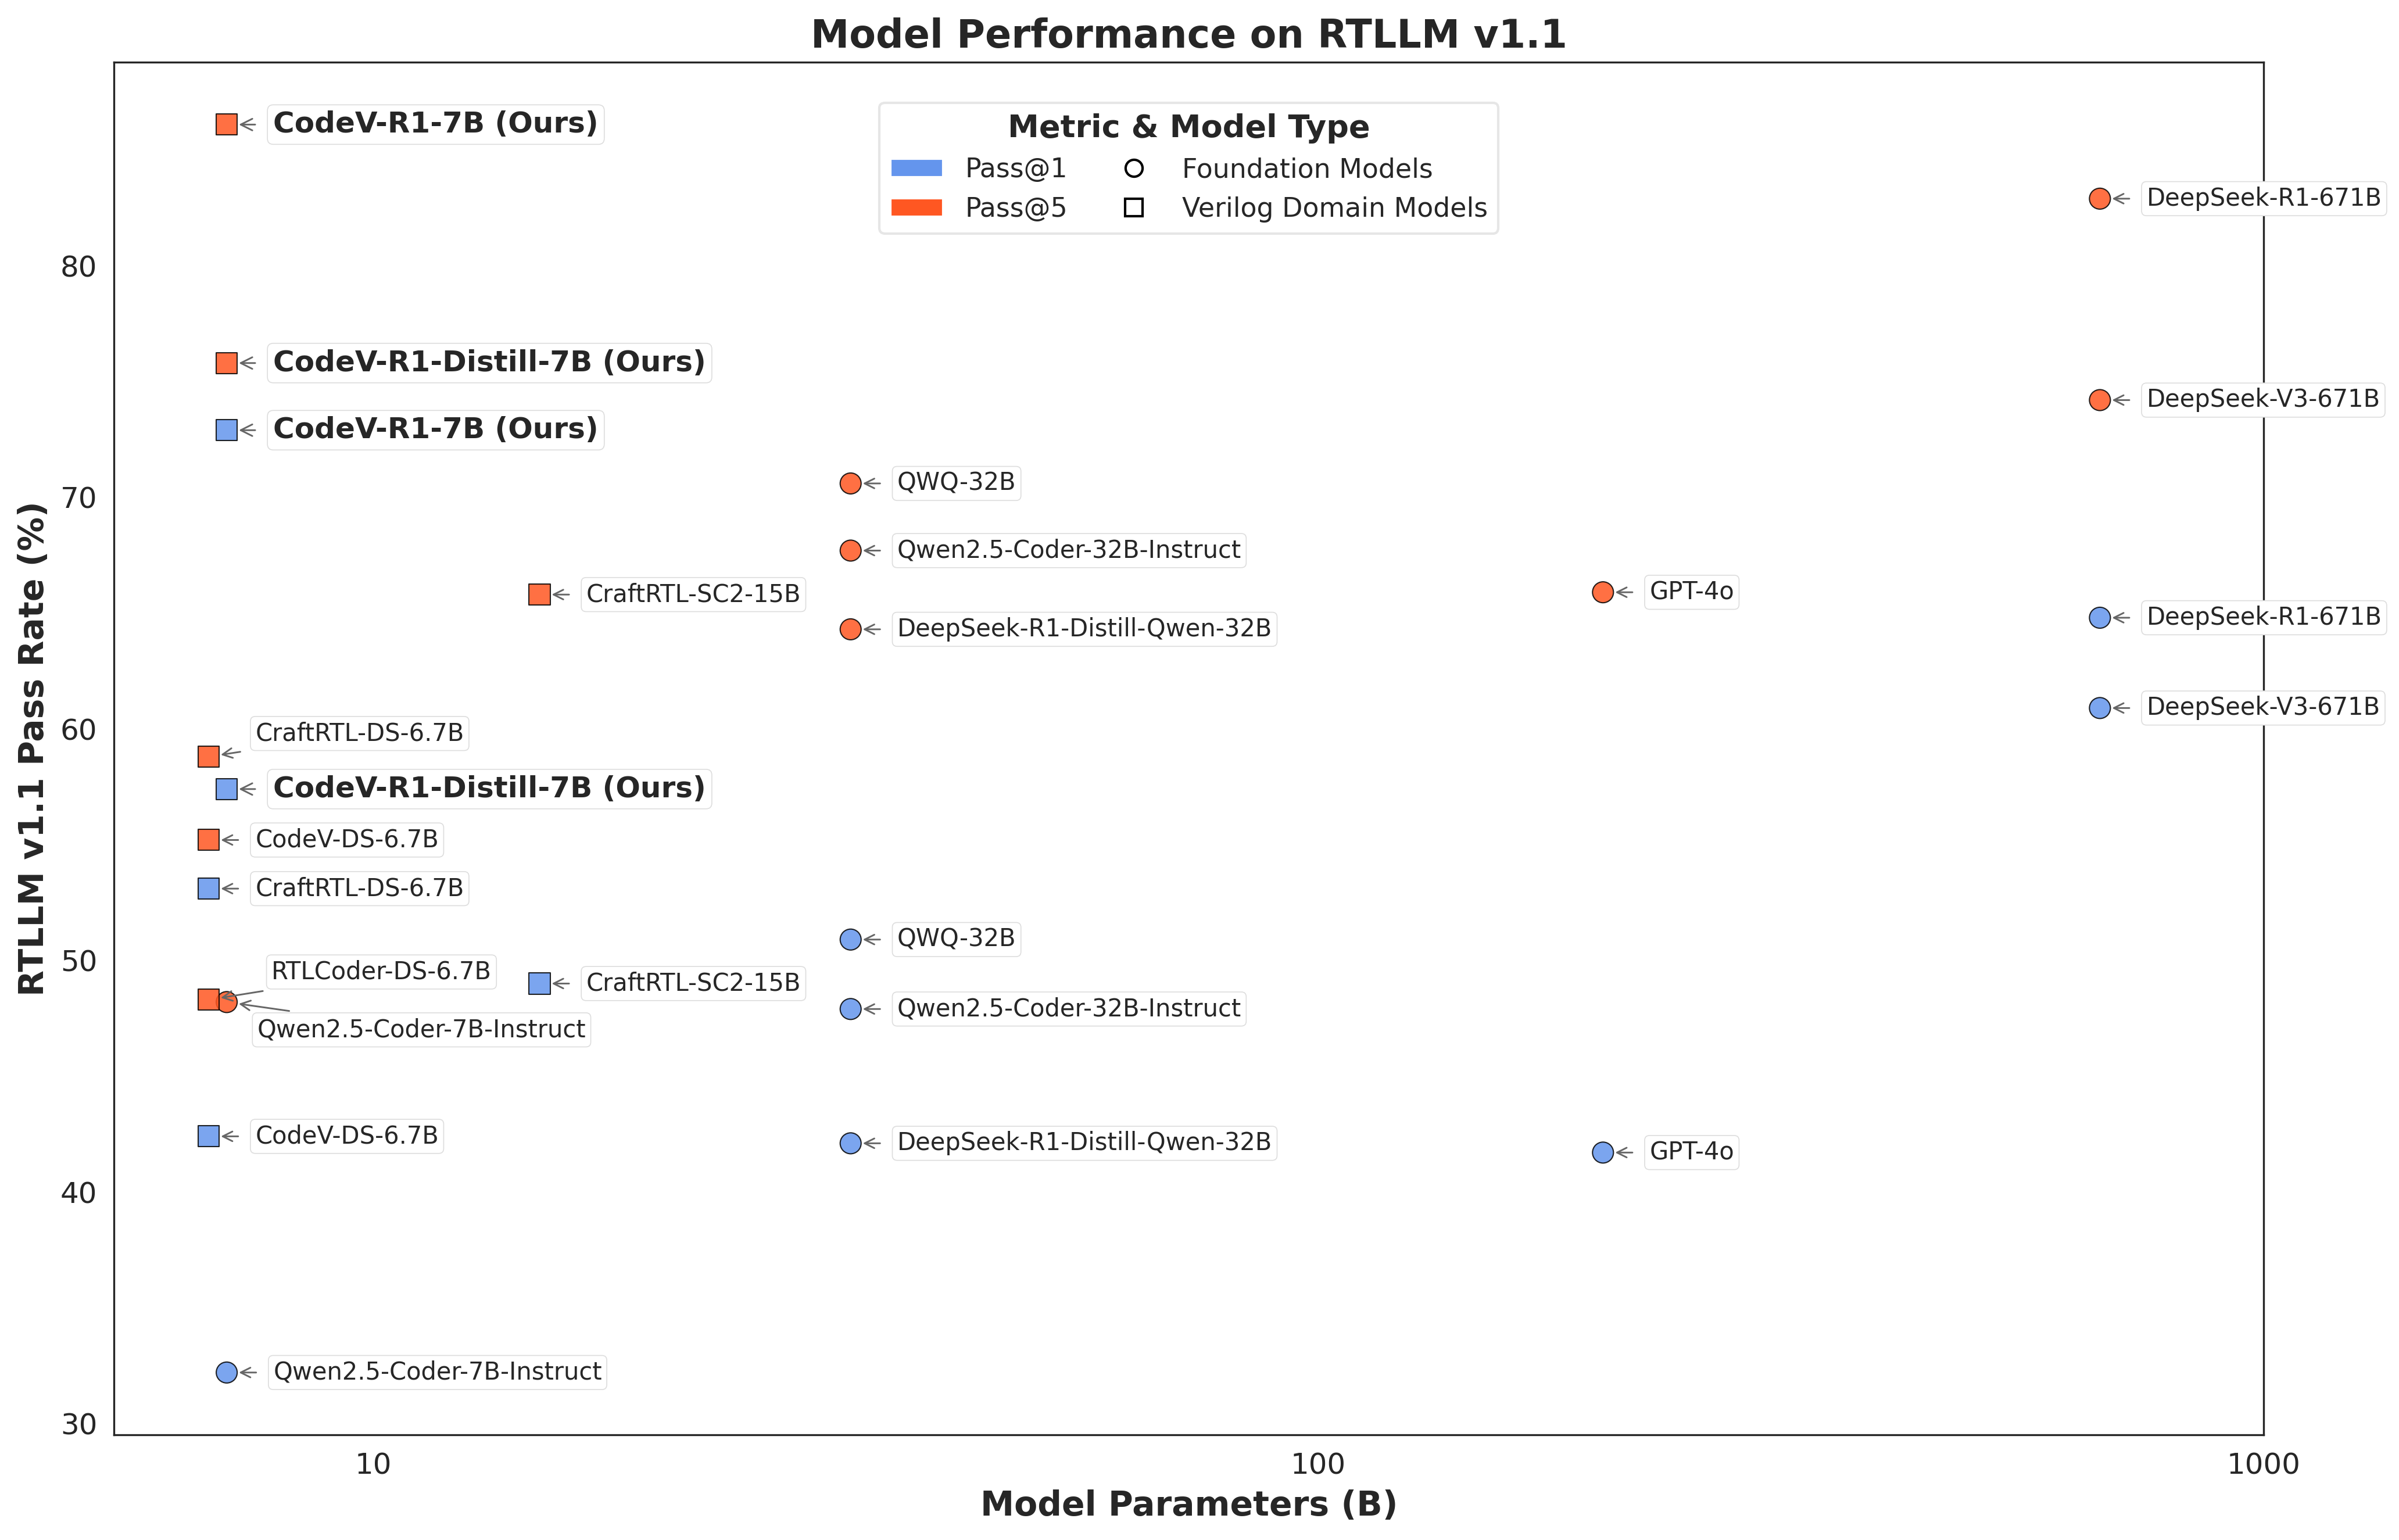 Model Performance on RTLLM v1.1
Metric & Model Type
Pass@1
Foundation Models
Pass@5
Verilog Domain Models
CodeV-R1-7B (Ours)
DeepSeek-R1-671B
CodeV-R1-Distill-7B (Ours)
DeepSeek-V3-671B
CodeV-R1-7B (Ours)
QWQ-32B
Qwen2.5-Coder-32B-Instruct
CraftRTL-SC2-15B
GPT-4o
DeepSeek-R1-Distill-Qwen-32B
DeepSeek-R1-671B
DeepSeek-V3-671B
CraftRTL-DS-6.7B
CodeV-R1-Distill-7B (Ours)
CodeV-DS-6.7B
CraftRTL-DS-6.7B
QWQ-32B
RTLCoder-DS-6.7B
CraftRTL-SC2-15B
Qwen2.5-Coder-32B-Instruct
Qwen2.5-Coder-7B-Instruct
CodeV-DS-6.7B
DeepSeek-R1-Distill-Qwen-32B
GPT-4o
Qwen2.5-Coder-7B-Instruct
80
70
60
50
40
30
RTLLM v1.1 Pass Rate (%)
10
100
1000
Model Parameters (B)